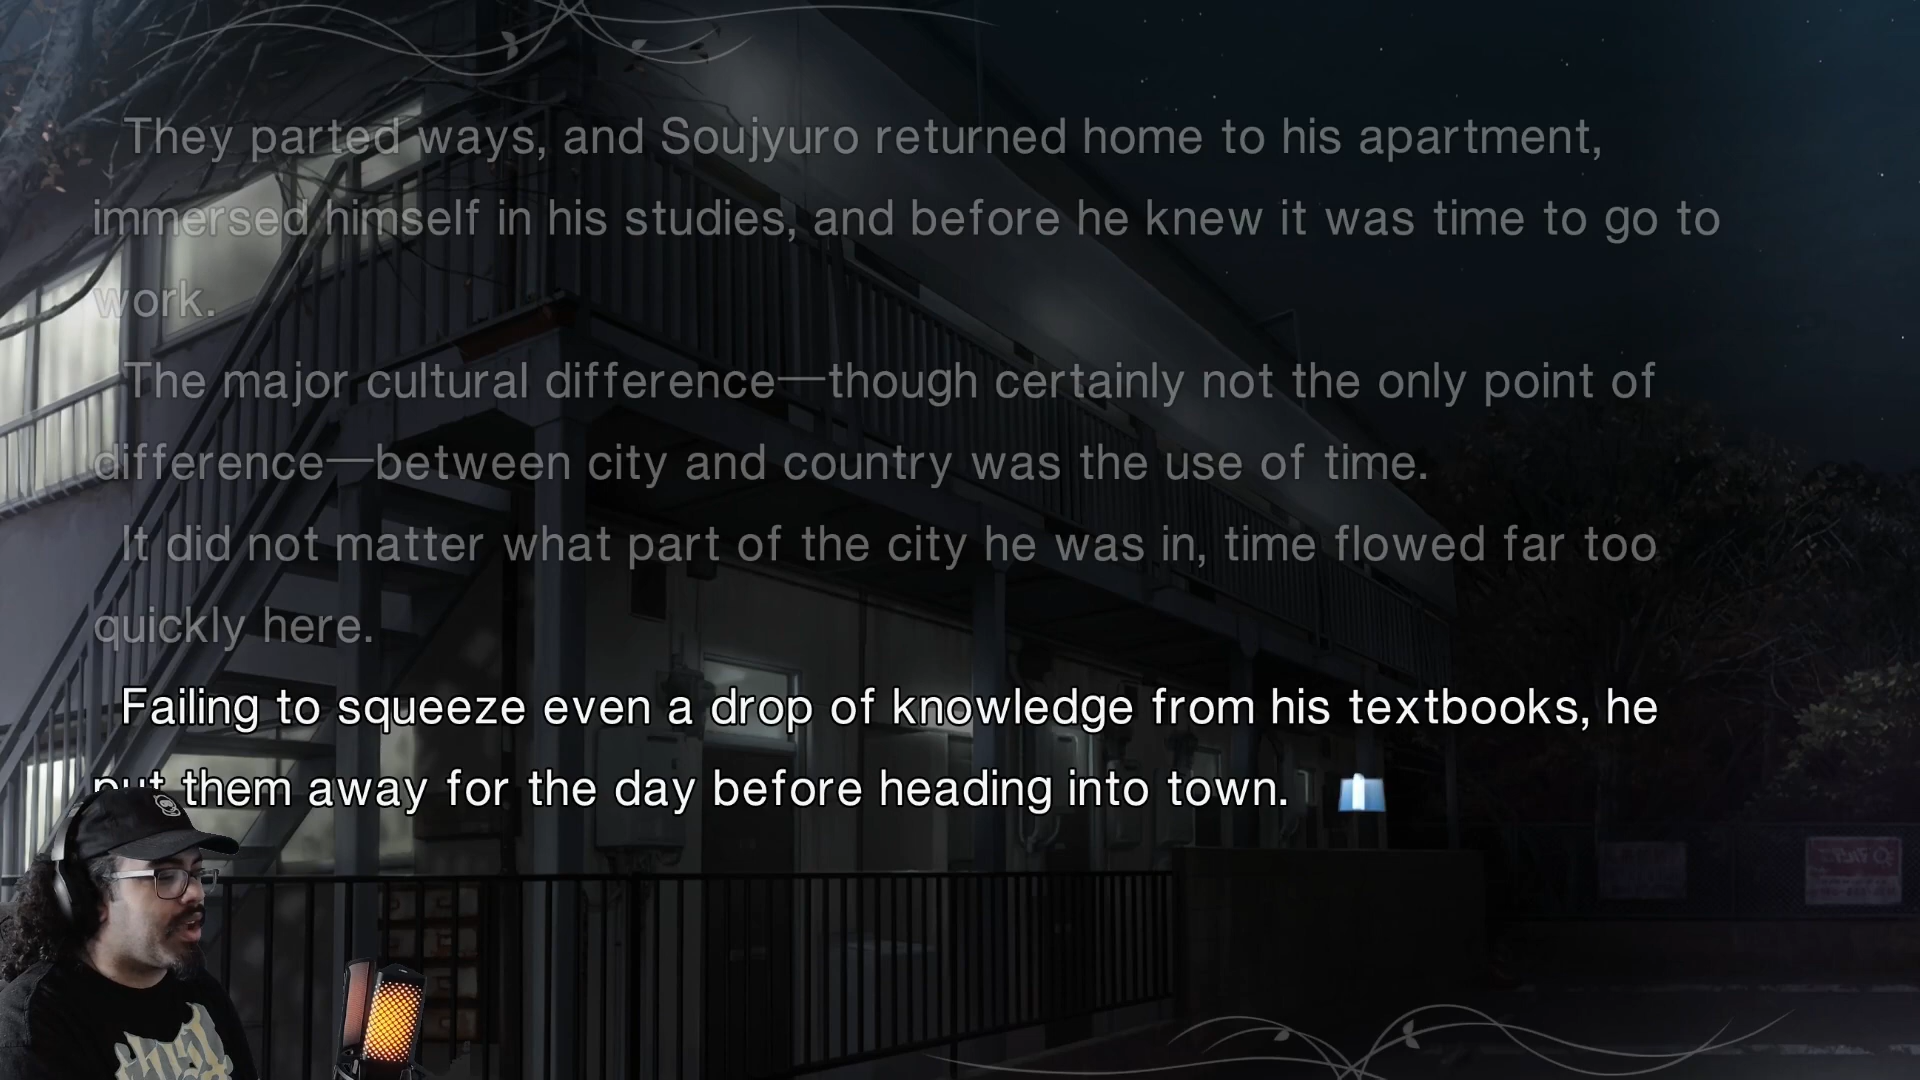 They parted ways, and Soujyuro returned home to his apartment,
immersed himself in his studies, and before he knew it was time to go to
work.
The major cultural difference—though certainly not the only point of
difference—between city and country was the use of time.
It did not matter what part of the city he was in, time flowed far too
quickly here.
Failing to squeeze even a drop of knowledge from his textbooks, he
put them away for the day before heading into town.